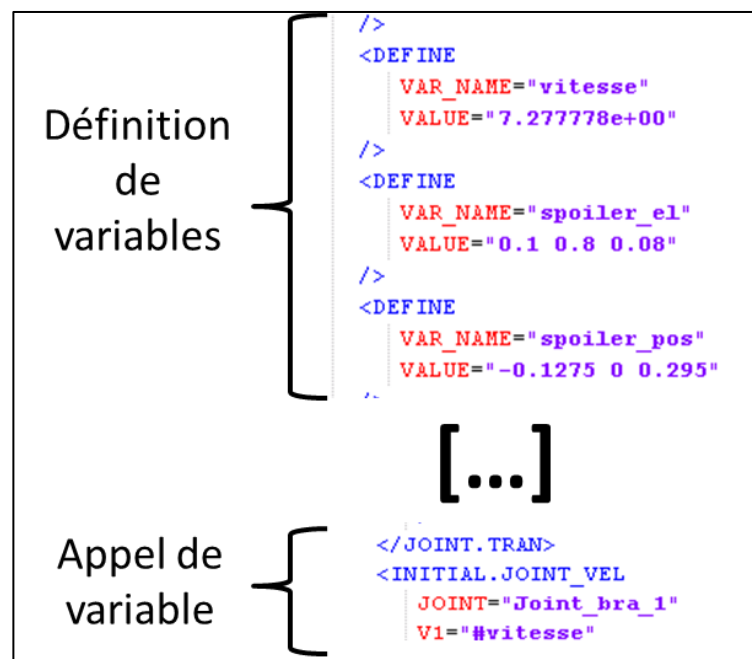 />
<DEFINE
VAR_NAME="vitesse"
VALUE="7.277778e+00"
/>
<DEFINE
VAR_NAME="spoiler_el"
VALUE="0.1 0.8 0.08"
/>
<DEFINE
VAR_NAME="spoiler_pos"
VALUE="-0.1275 0 0.295"
Définition
de
variables
[...]
</JOINT.TRAN>
<INITIAL.JOINT_VEL
JOINT="Joint_bra_1"
V1="#vitesse"
Appel de
variable